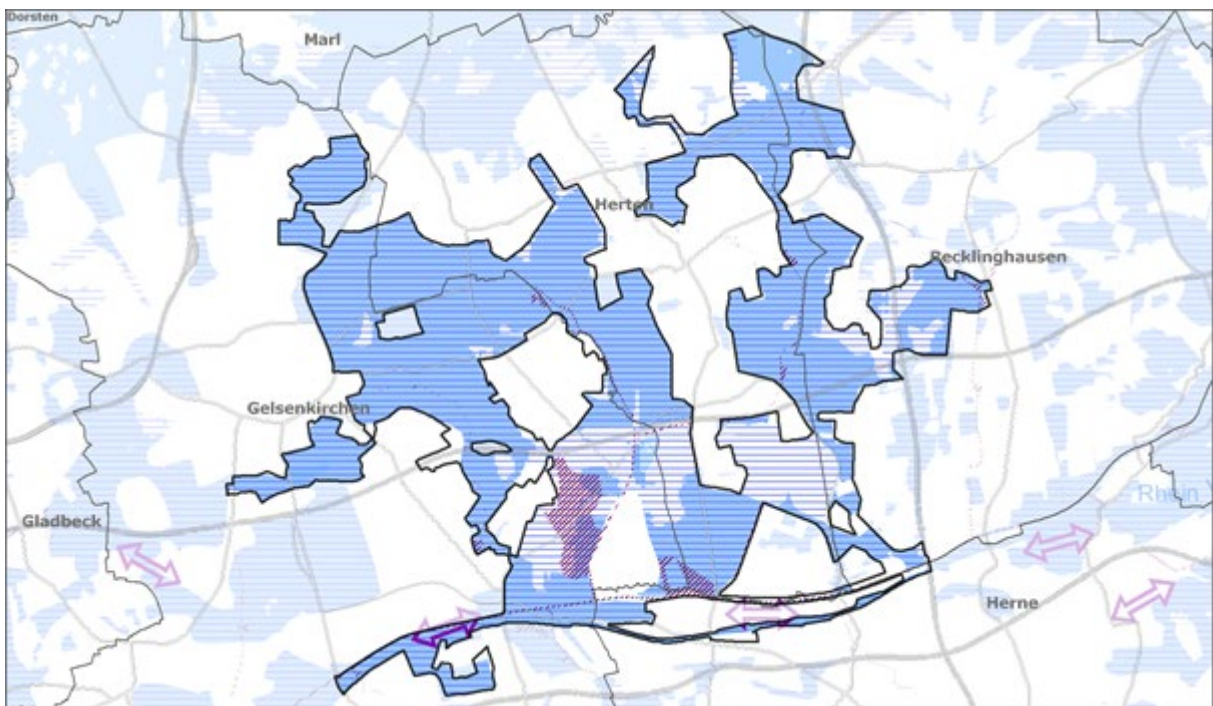 Dorsten
Marl
Herten
Recklinghausen
Gelsenkirchen
Rhein
Gladbeck
Herne